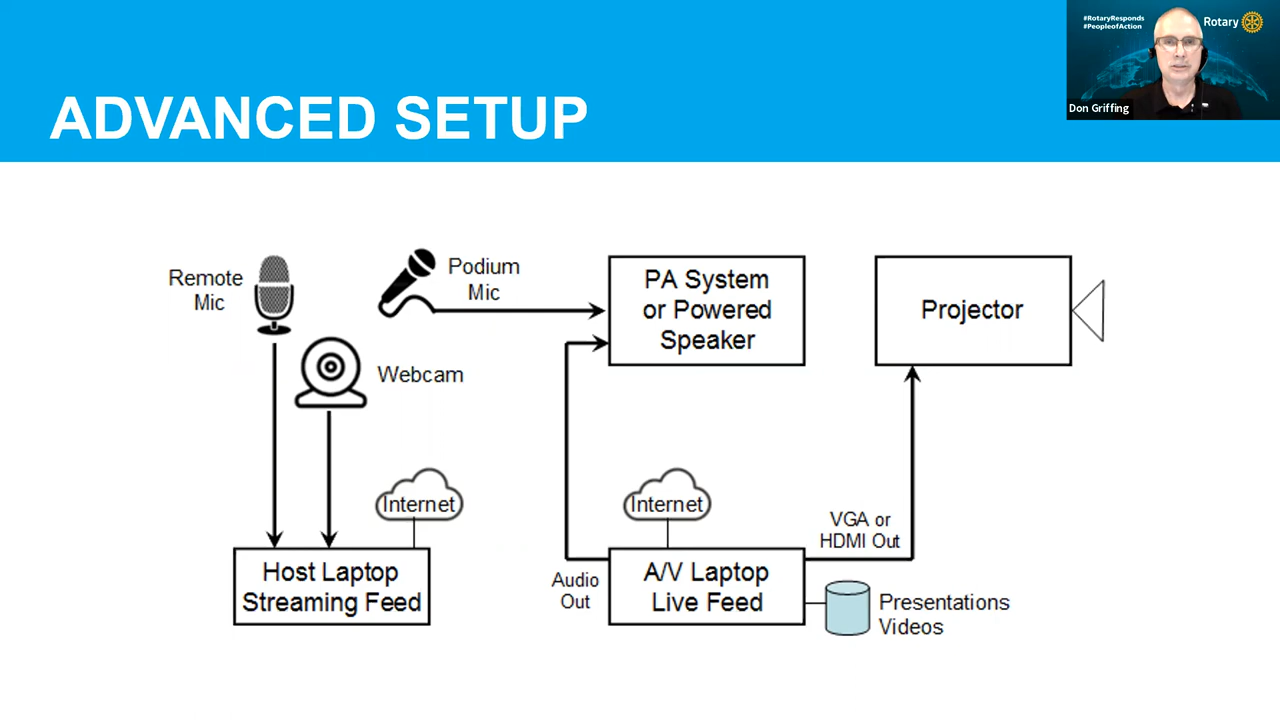 #RotaryResponds
#PeopleofAction
Rotary
Don Griffing
ADVANCED SETUP
Remote
Mic
Podium
Mic
Webcam
PA System
or Powered
Speaker
Projector
Internet
Internet
VGA or
HDMI Out
Host Laptop
Streaming Feed
Audio
Out
A/V Laptop
Live Feed
Presentations
Videos